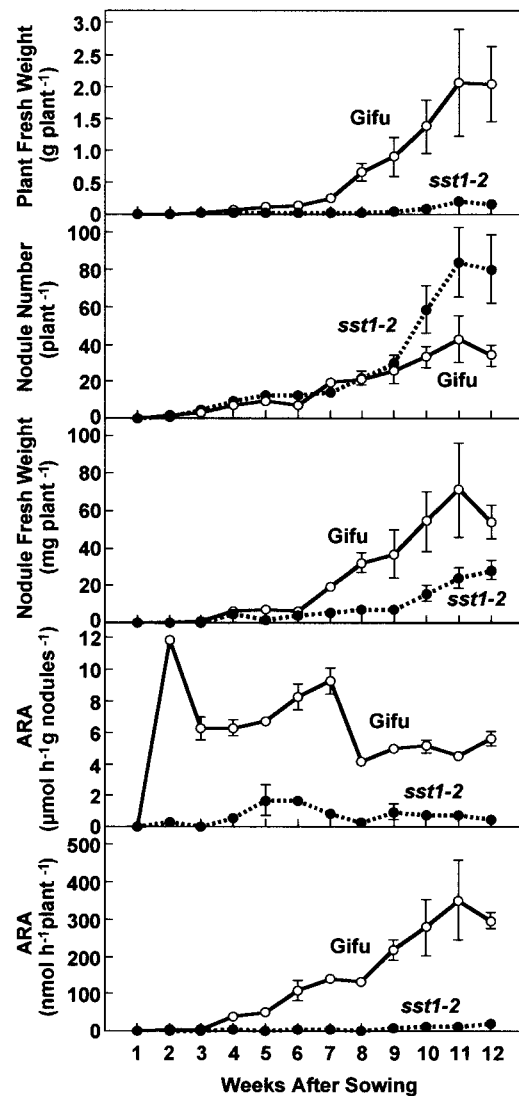 Plant Fresh Weight
(g plant -1)
3.0
2.5
2.0
1.5
1.0
0.5
0
Gifu
sst1-2
Nodule Number
(plant -1)
100
80
60
40
20
0
sst1-2
Gifu
Nodule Fresh Weight
(mg plant -1)
100
80
60
40
20
0
Gifu
sst1-2
ARA
(μmol h-1g nodules -1)
12
10
8
6
4
2
0
Gifu
sst1-2
ARA
(nmol h-1plant -1)
500
400
300
200
100
0
Gifu
sst1-2
1 2 3 4 5 6 7 8 9 10 11 12
Weeks After Sowing